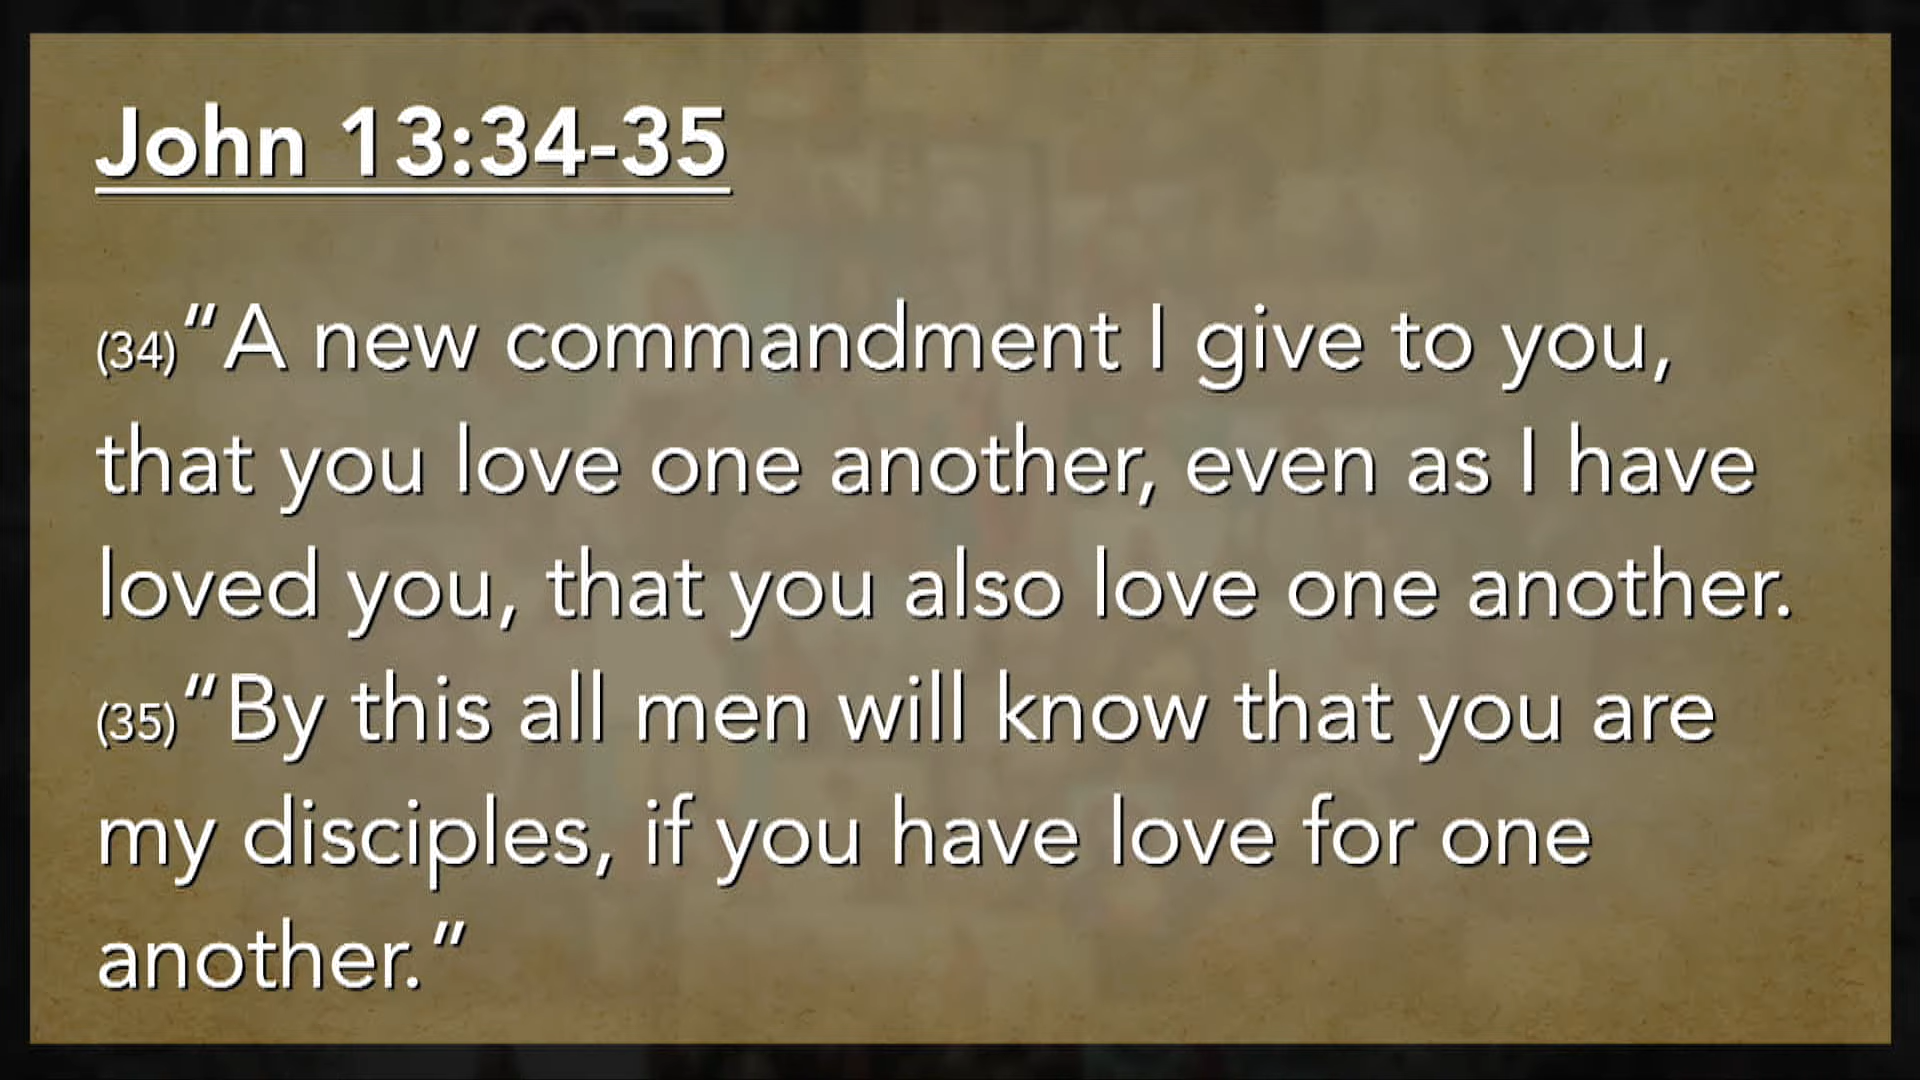 John 13:34-35
(34)“A new commandment I give to you,
that you love one another, even as I have
loved you, that you also love one another.
(35)“By this all men will know that you are
my disciples, if you have love for one
another.”